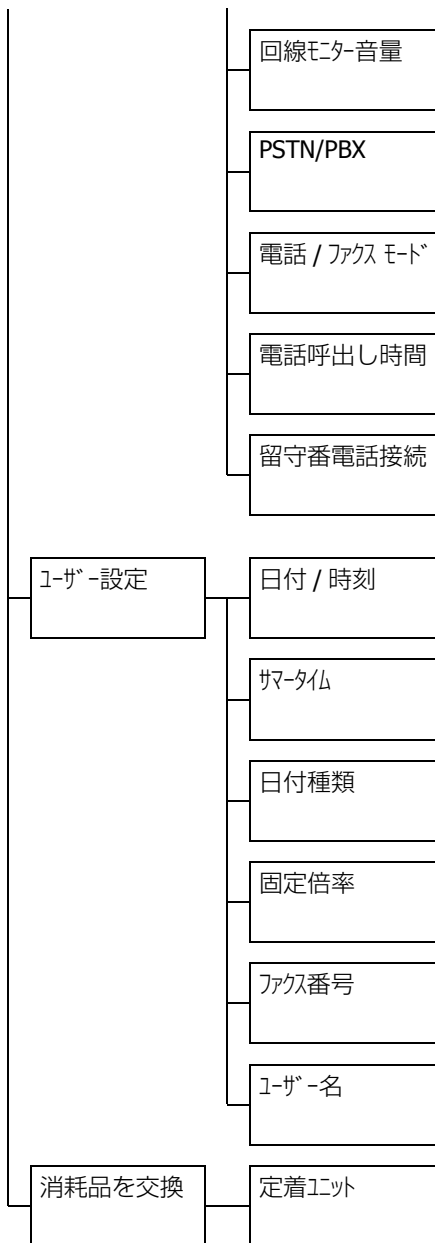 回線ﾓﾆﾀｰ音量
PSTN/PBX
電話 / ﾌｧｸｽ ﾓｰﾄﾞ
電話呼出し時間
留守番電話接続
ﾕｰｻﾞｰ設定
日付 / 時刻
ｻﾏｰﾀｲﾑ
日付種類
固定倍率
ﾌｧｸｽ番号
ﾕｰｻﾞｰ名
消耗品を交換
定着ﾕﾆｯﾄ